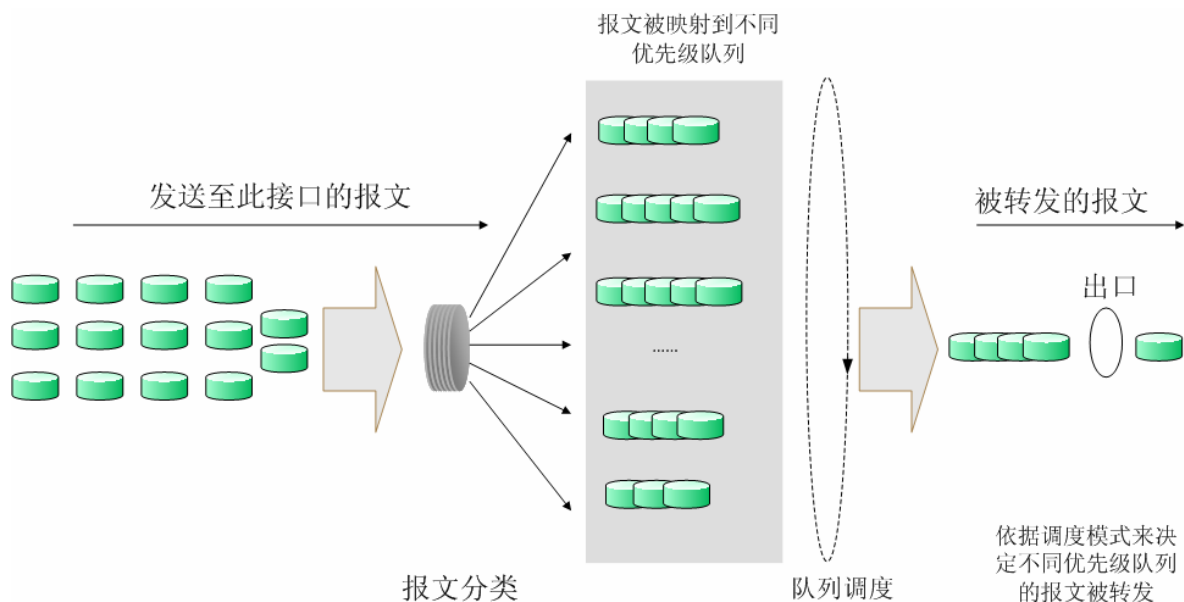 报文被映射到不同
优先级队列
发送至此接口的报文
被转发的报文
出口
......
报文分类
队列调度
依据调度模式来决
定不同优先级队列
的报文被转发